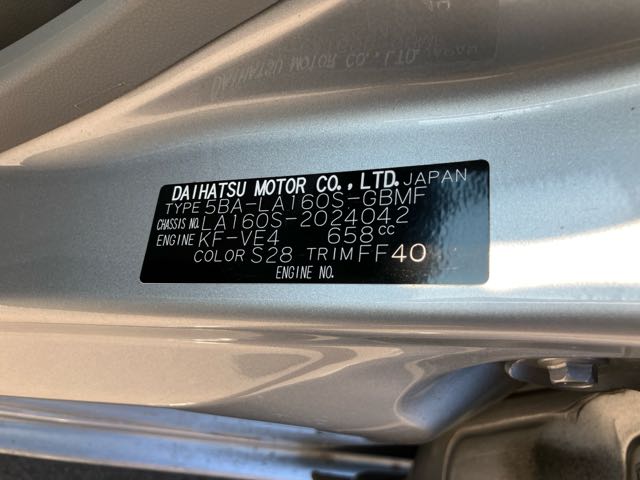 DAIHATSU MOTOR CO., LTD. JAPAN
TYPE 5BA-LA160S-GBMF
CHASSIS NO. LA160S-2024042
ENGINE KF-VE4 658cc
COLOR S28 TRIM FF40
ENGINE NO.